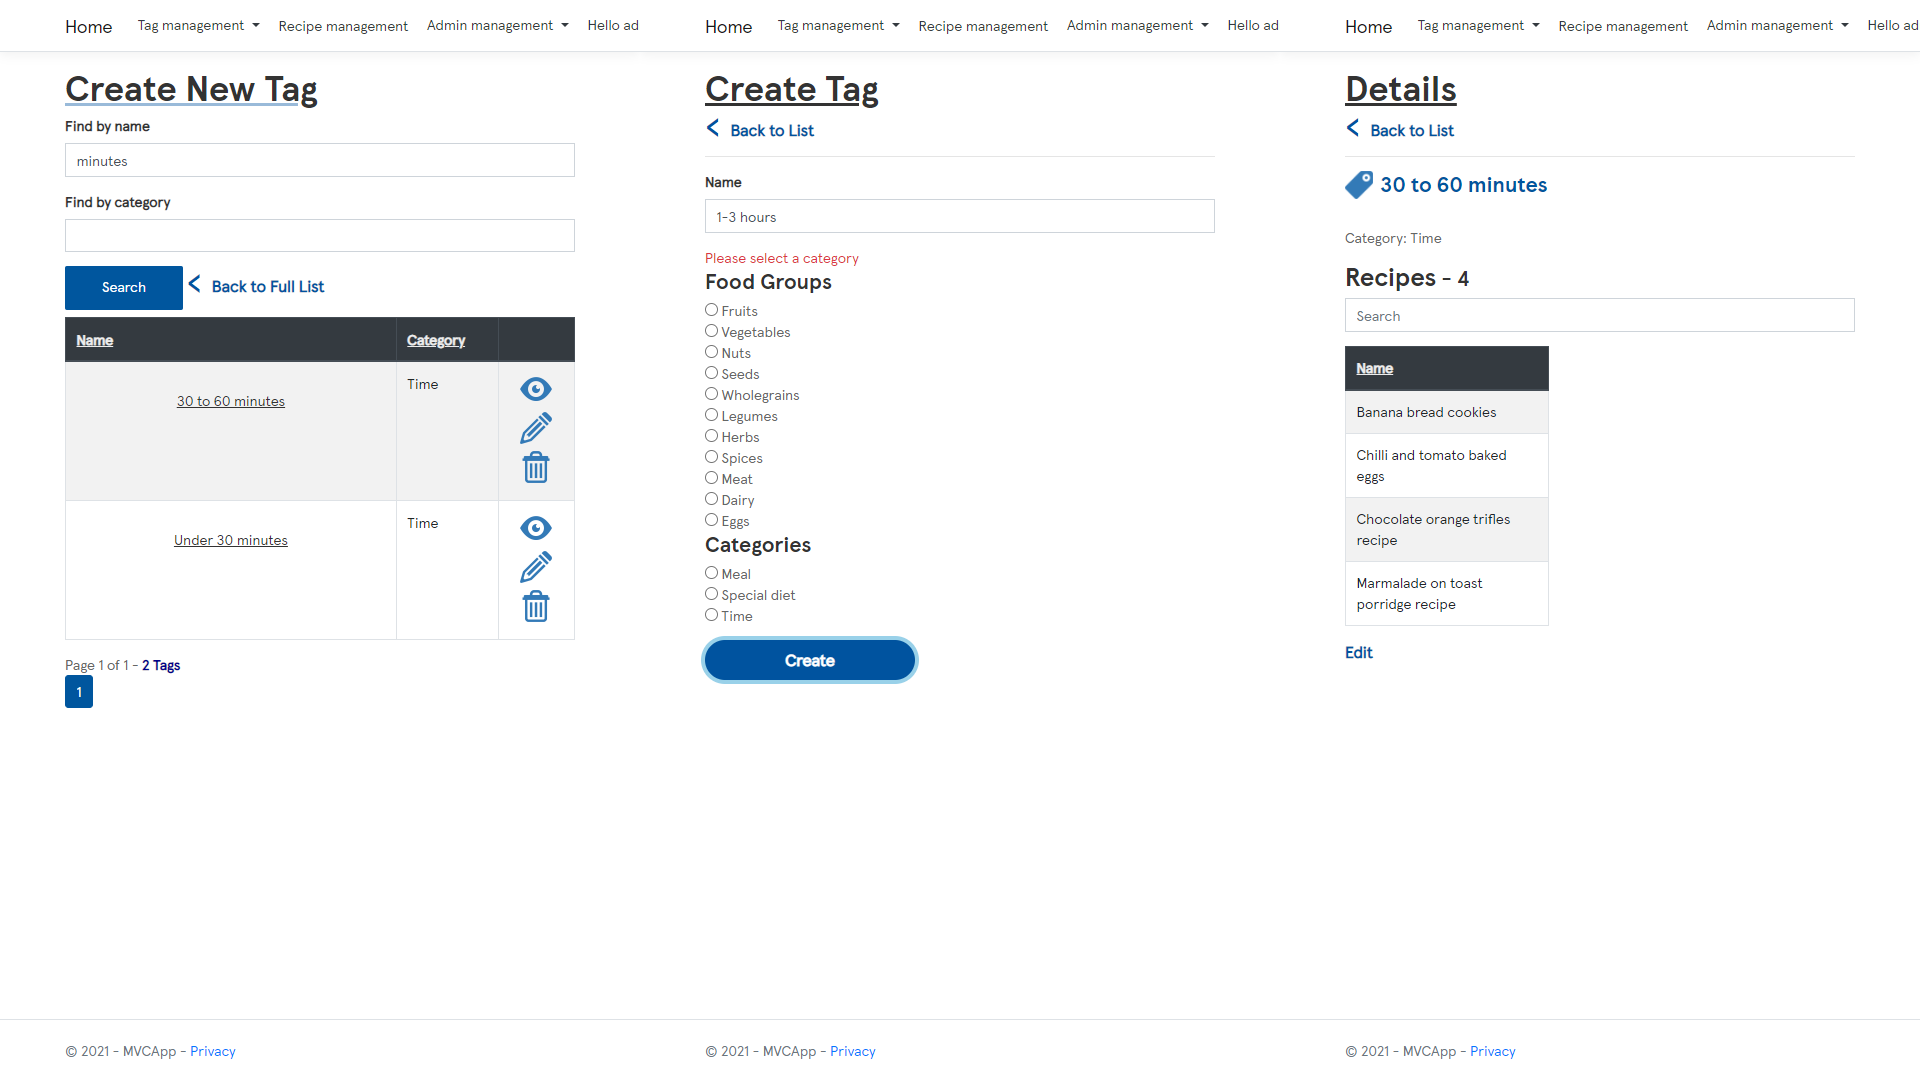 Home Tag management Recipe management Admin management Hello ad
Create New Tag
Find by name
minutes
Find by category
Search < Back to Full List
Name Category
30 to 60 minutes Time
Under 30 minutes Time
Page 1 of 1 - 2 Tags
1
© 2021 - MVCApp - Privacy
Home Tag management Recipe management Admin management Hello ad
Create Tag
< Back to List
Name
1-3 hours
Please select a category
Food Groups
Fruits
Vegetables
Nuts
Seeds
Wholegrains
Legumes
Herbs
Spices
Meat
Dairy
Eggs
Categories
Meal
Special diet
Time
Create
© 2021 - MVCApp - Privacy
Home Tag management Recipe management Admin management Hello ad
Details
< Back to List
30 to 60 minutes
Category: Time
Recipes - 4
Search
Name
Banana bread cookies
Chilli and tomato baked
eggs
Chocolate orange trifles
recipe
Marmalade on toast
porridge recipe
Edit
© 2021 - MVCApp - Privacy